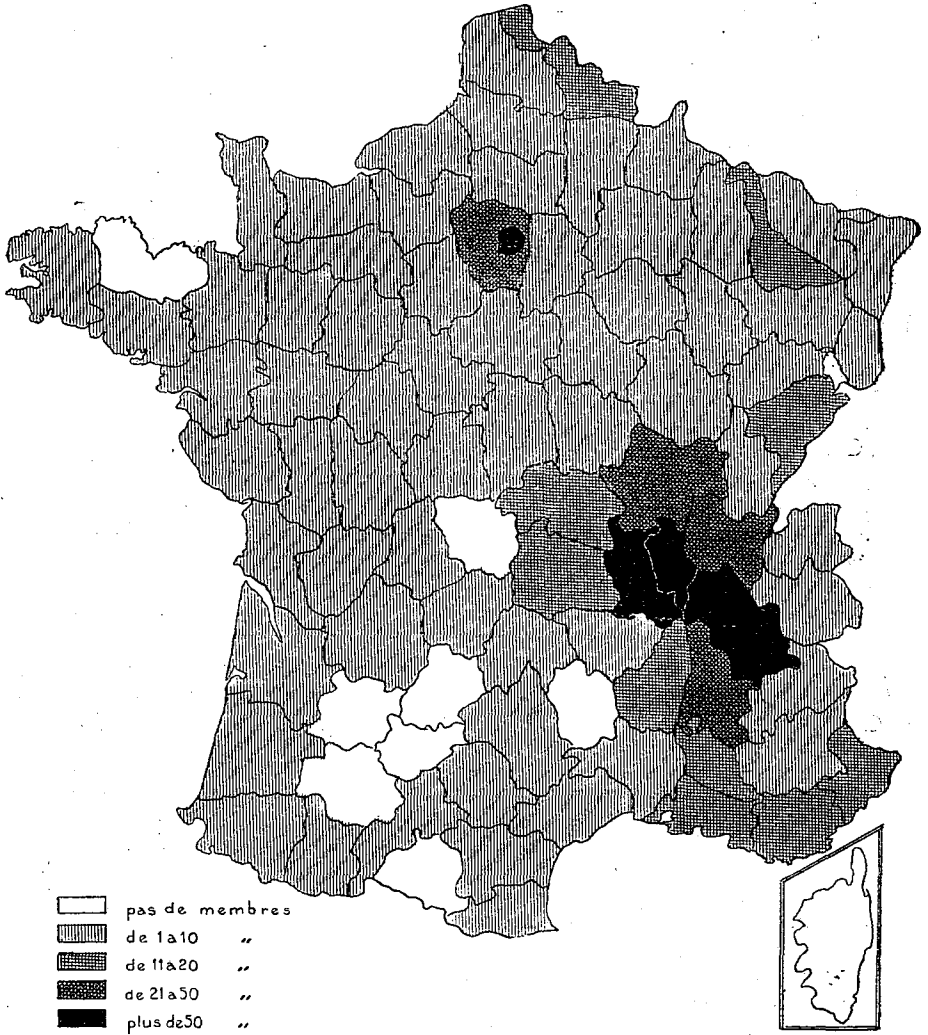 pas de membres
de 1 à 10 „
de 11 à 20 „
de 21 à 50 „
plus de 50 „